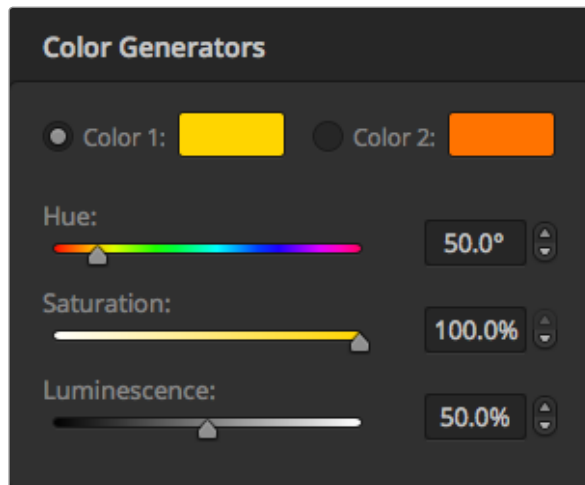 Color Generators
Color 1: Color 2:
Hue:
50.0°
Saturation:
100.0%
Luminescence:
50.0%